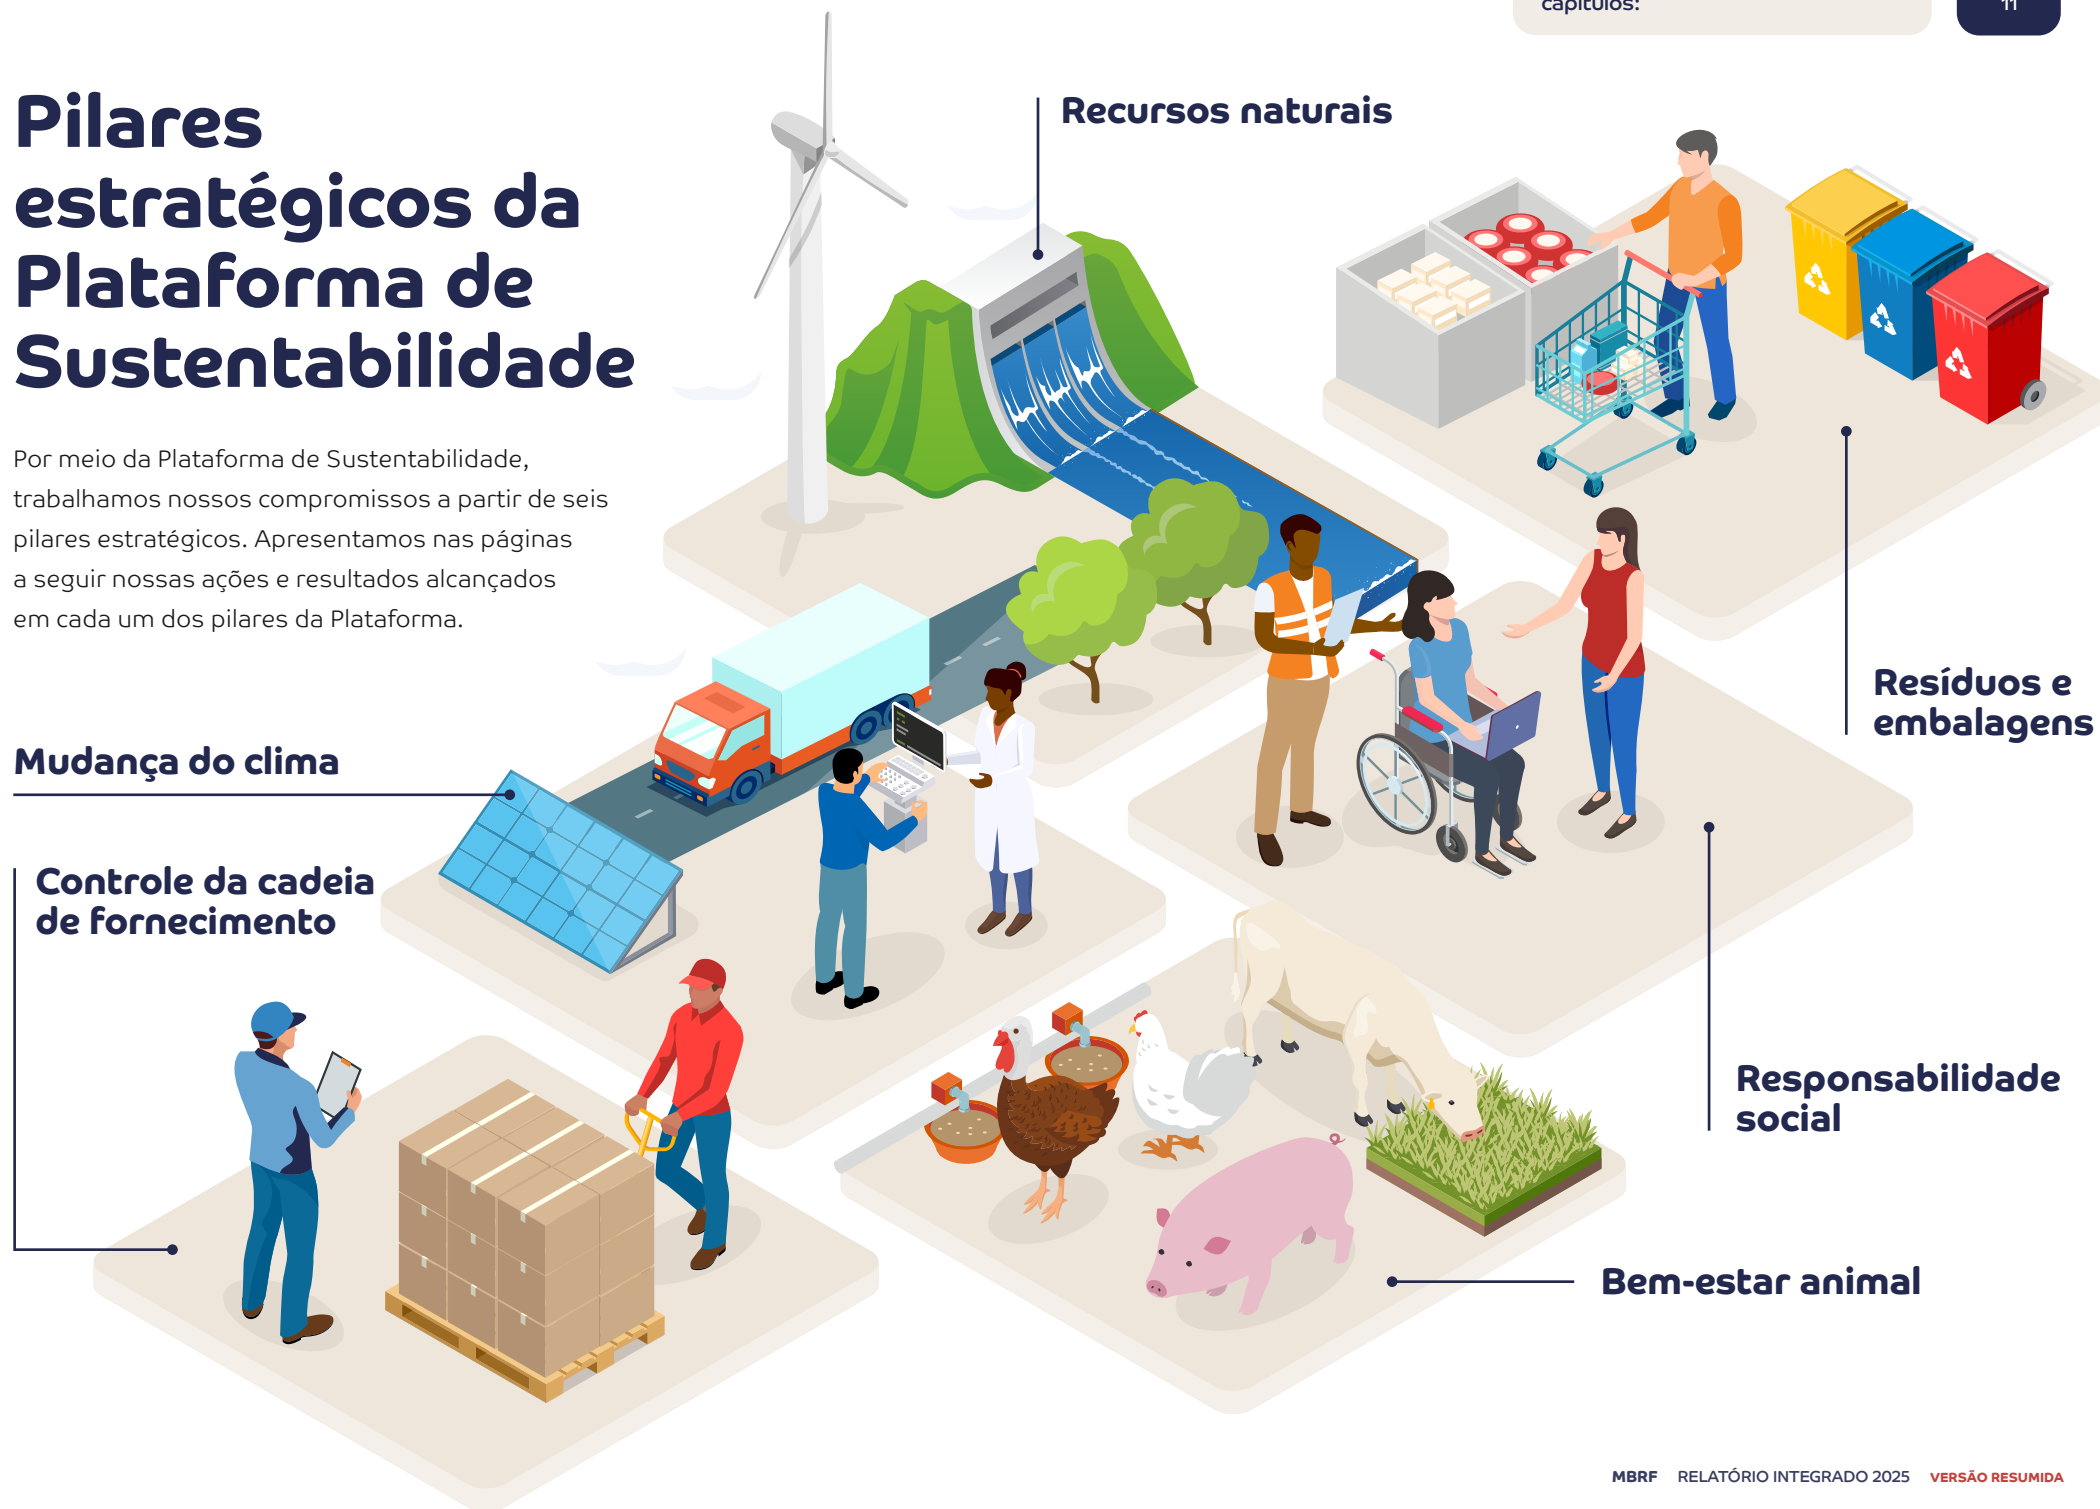 capítulos:
11
Pilares
estratégicos da
Plataforma de
Sustentabilidade
Por meio da Plataforma de Sustentabilidade,
trabalhamos nossos compromissos a partir de seis
pilares estratégicos. Apresentamos nas páginas
a seguir nossas ações e resultados alcançados
em cada um dos pilares da Plataforma.
Recursos naturais
Resíduos e
embalagens
Mudança do clima
Controle da cadeia
de fornecimento
Responsabilidade
social
Bem-estar animal
MBRF RELATÓRIO INTEGRADO 2025 VERSÃO RESUMIDA